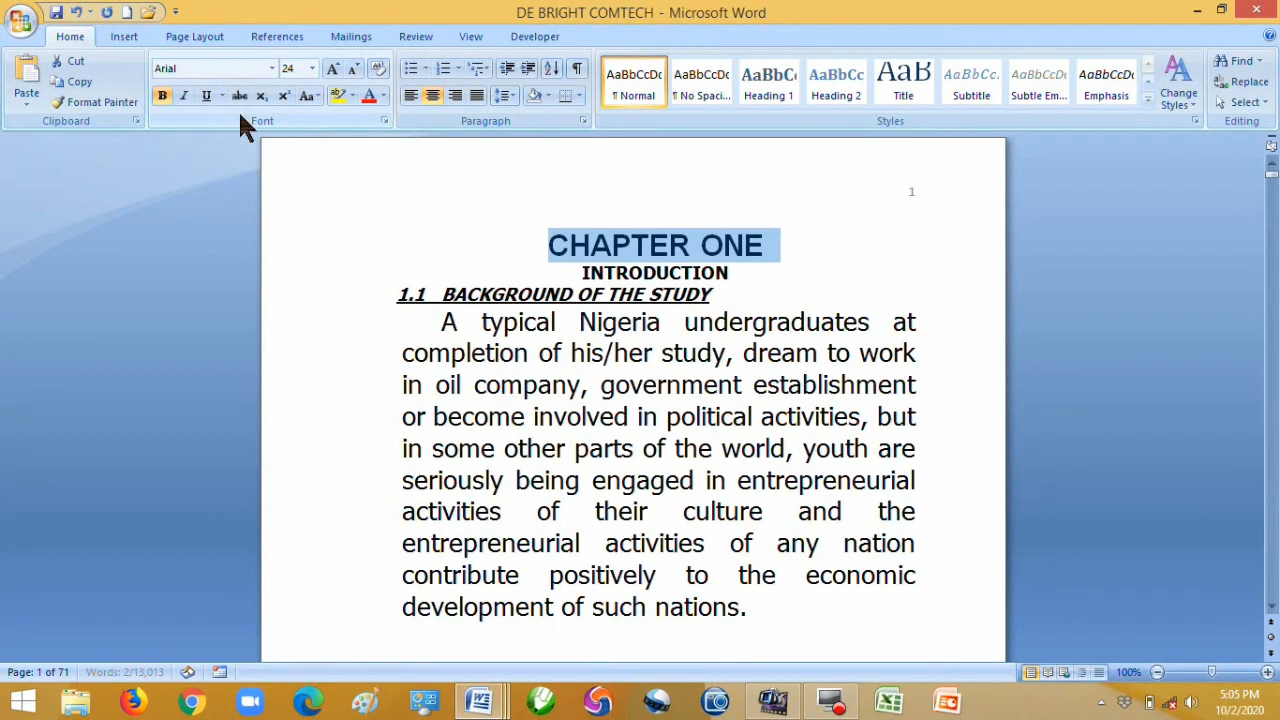 DE BRIGHT COMTECH - Microsoft Word
Home Insert Page Layout References Mailings Review View Developer
Paste
Cut
Copy
Format Painter
Clipboard
Arial 24
B I U abc x₂ x² Aa A
Font
Paragraph
AaBbCcDc AaBbCcDc AaBbC AaBbCc AaB AaBbCc. AaBbCcDc AaBbCcDc
¶ Normal ¶ No Spaci... Heading 1 Heading 2 Title Subtitle Subtle Em... Emphasis
Change Styles
Styles
Find
Replace
Select
Editing
1
CHAPTER ONE
INTRODUCTION
1.1 BACKGROUND OF THE STUDY
A typical Nigeria undergraduates at
completion of his/her study, dream to work
in oil company, government establishment
or become involved in political activities, but
in some other parts of the world, youth are
seriously being engaged in entrepreneurial
activities of their culture and the
entrepreneurial activities of any nation
contribute positively to the economic
development of such nations.
Page: 1 of 71 Words: 2/13,013 100%
5:05 PM
10/2/2020